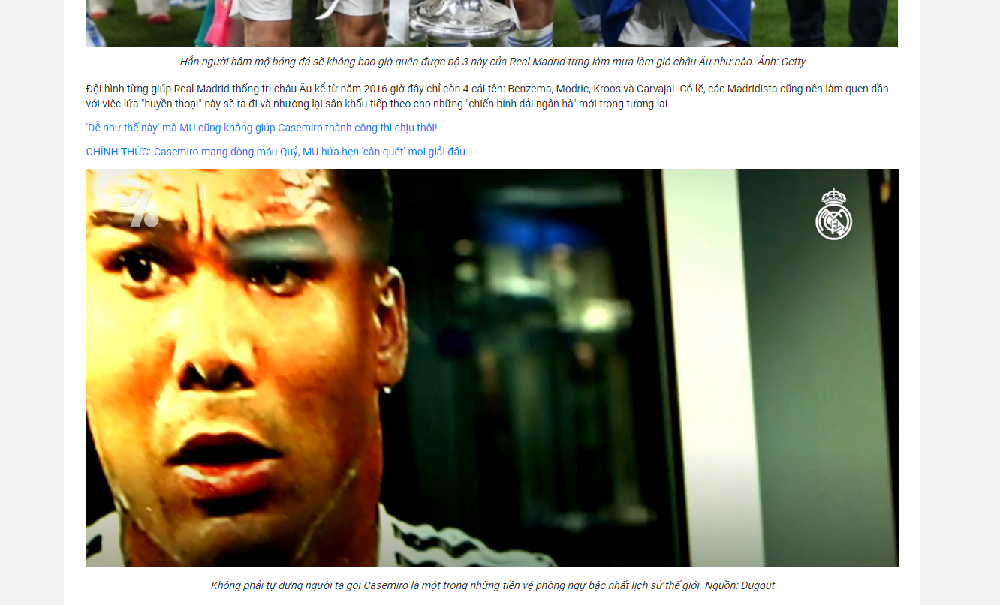 Hẳn người hâm mộ bóng đá sẽ không bao giờ quên được bộ 3 này của Real Madrid từng làm mưa làm gió châu Âu như nào. Ảnh: Getty
Đội hình từng giúp Real Madrid thống trị châu Âu kể từ năm 2016 giờ đây chỉ còn 4 cái tên: Benzema, Modric, Kroos và Carvajal. Có lẽ, các Madridista cũng nên làm quen dần
với việc lứa "huyền thoại" này sẽ ra đi và nhường lại sân khấu tiếp theo cho những "chiến binh dải ngân hà" mới trong tương lai.
'Dễ như thế này' mà MU cũng không giúp Casemiro thành công thì chịu thôi!
CHÍNH THỨC: Casemiro mang dòng máu Quỷ, MU hứa hẹn 'càn quét' mọi giải đấu
Không phải tự dưng người ta gọi Casemiro là một trong những tiền vệ phòng ngự bậc nhất lịch sử thế giới. Nguồn: Dugout